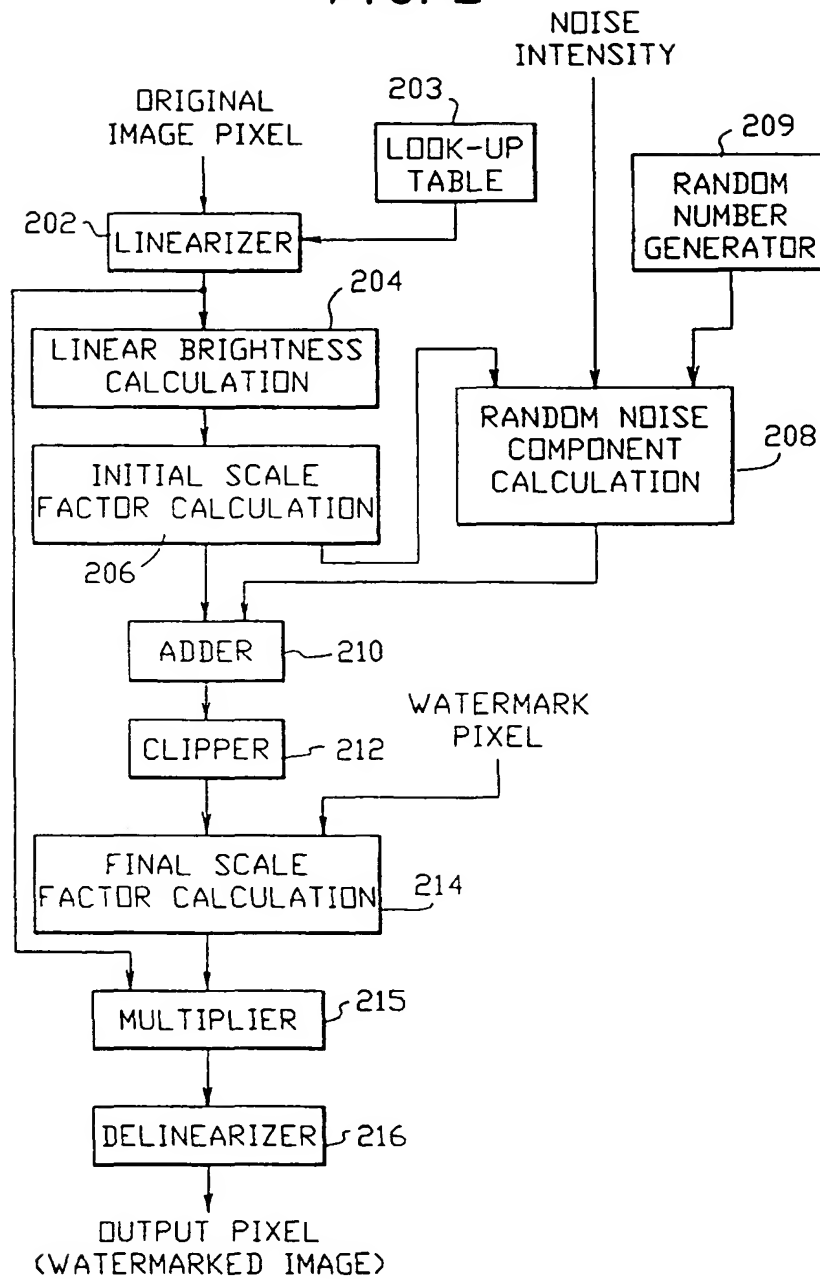 NOISE
INTENSITY
ORIGINAL
IMAGE PIXEL
203
LOOK-UP
TABLE
209
RANDOM
NUMBER
GENERATOR
202
LINEARIZER
204
LINEAR BRIGHTNESS
CALCULATION
RANDOM NOISE
COMPONENT
CALCULATION
208
INITIAL SCALE
FACTOR CALCULATION
206
ADDER
210
WATERMARK
PIXEL
CLIPPER
212
FINAL SCALE
FACTOR CALCULATION
214
MULTIPLIER
215
DELINEARIZER
216
OUTPUT PIXEL
(WATERMARKED IMAGE)